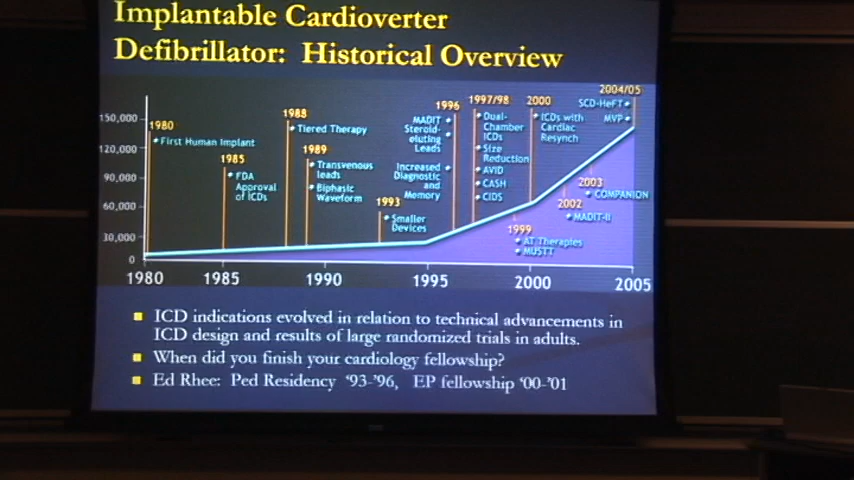 Implantable Cardioverter
Defibrillator: Historical Overview
2004/05
SCD-HeFT
MVP
1997/98
2000
1996
1988
1980
150,000
MADIT
Steroid-
eluting
Leads
Dual-
Chamber
ICDs
ICDs with
Cardiac
Resynch
Tiered Therapy
First Human Implant
1989
120,000
1985
Size
Reduction
Transvenous
leads
Increased
Diagnostic
and
Memory
AVID
FDA
Approval
of ICDs
90,000
Biphasic
Waveform
CASH
CIDS
2003
COMPANION
1993
2002
60,000
Smaller
Devices
MADIT-II
1999
30,000
AT Therapies
MUSTT
0
1980 1985 1990 1995 2000 2005
ICD indications evolved in relation to technical advancements in
ICD design and results of large randomized trials in adults.
When did you finish your cardiology fellowship?
Ed Rhee: Ped Residency '93-'96, EP fellowship '00-'01